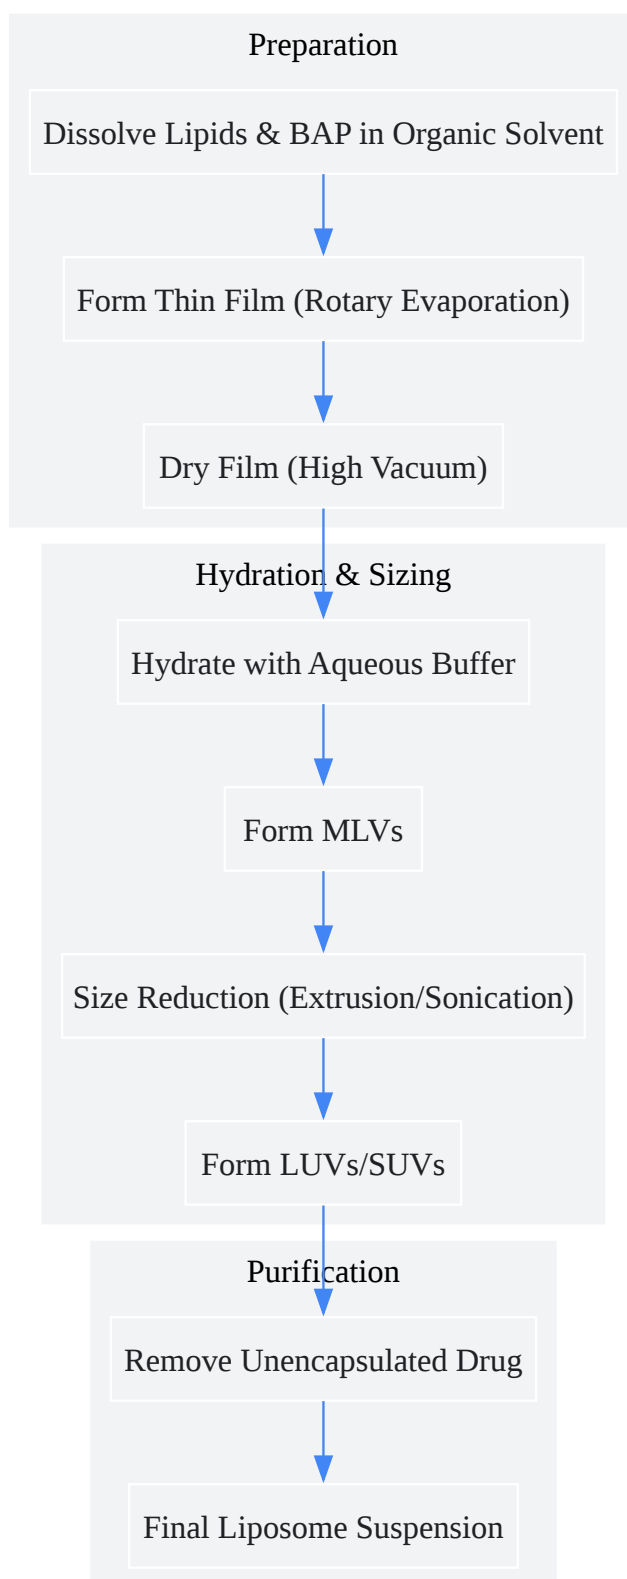 Preparation
Dissolve Lipids & BAP in Organic Solvent
Form Thin Film (Rotary Evaporation)
Dry Film (High Vacuum)
Hydration & Sizing
Hydrate with Aqueous Buffer
Form MLVs
Size Reduction (Extrusion/Sonication)
Form LUVs/SUVs
Purification
Remove Unencapsulated Drug
Final Liposome Suspension